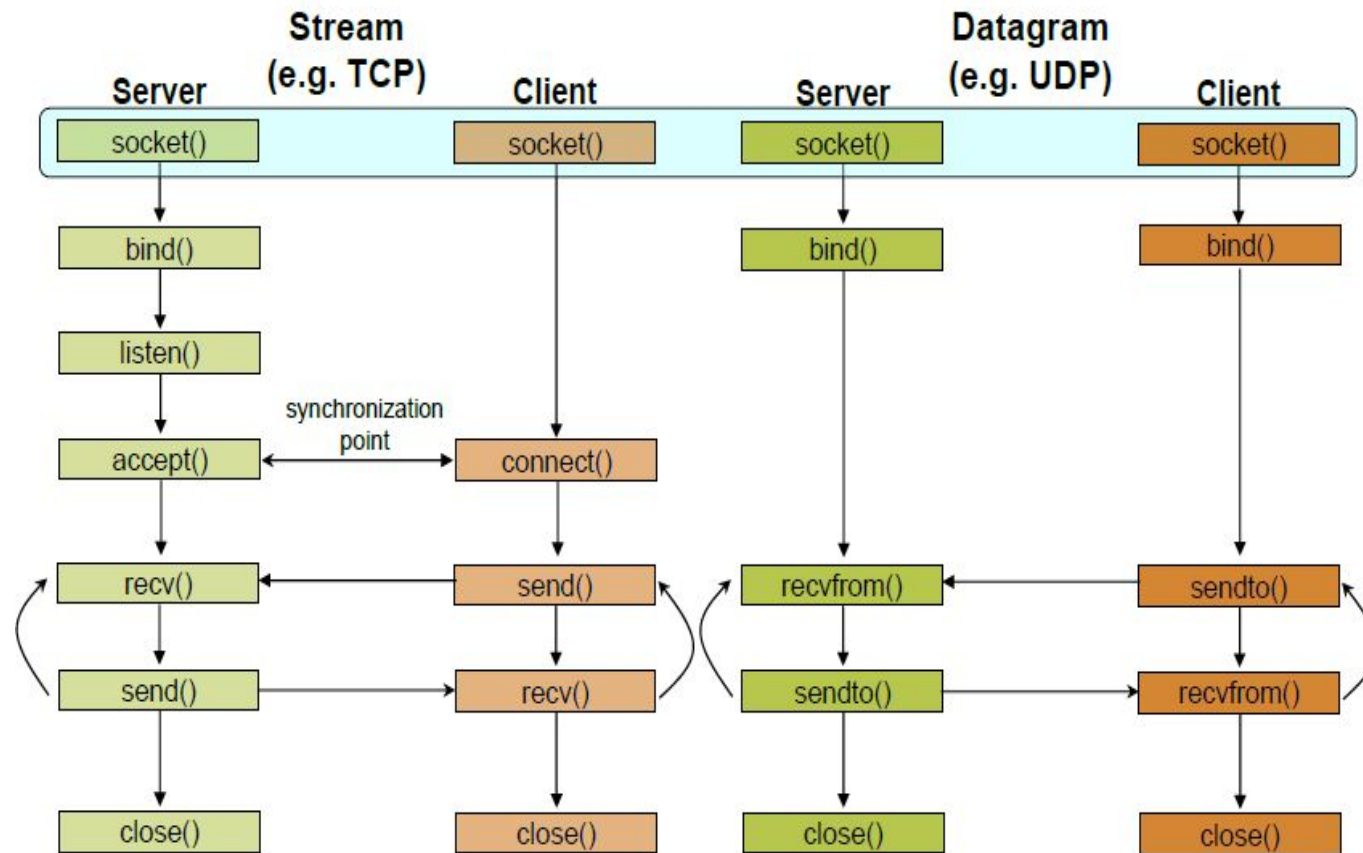 Stream
(e.g. TCP)
Datagram
(e.g. UDP)
Server
Client
Server
Client
socket()
socket()
socket()
socket()
bind()
bind()
bind()
listen()
synchronization
point
accept()
connect()
recv()
send()
recvfrom()
sendto()
send()
recv()
sendto()
recvfrom()
close()
close()
close()
close()